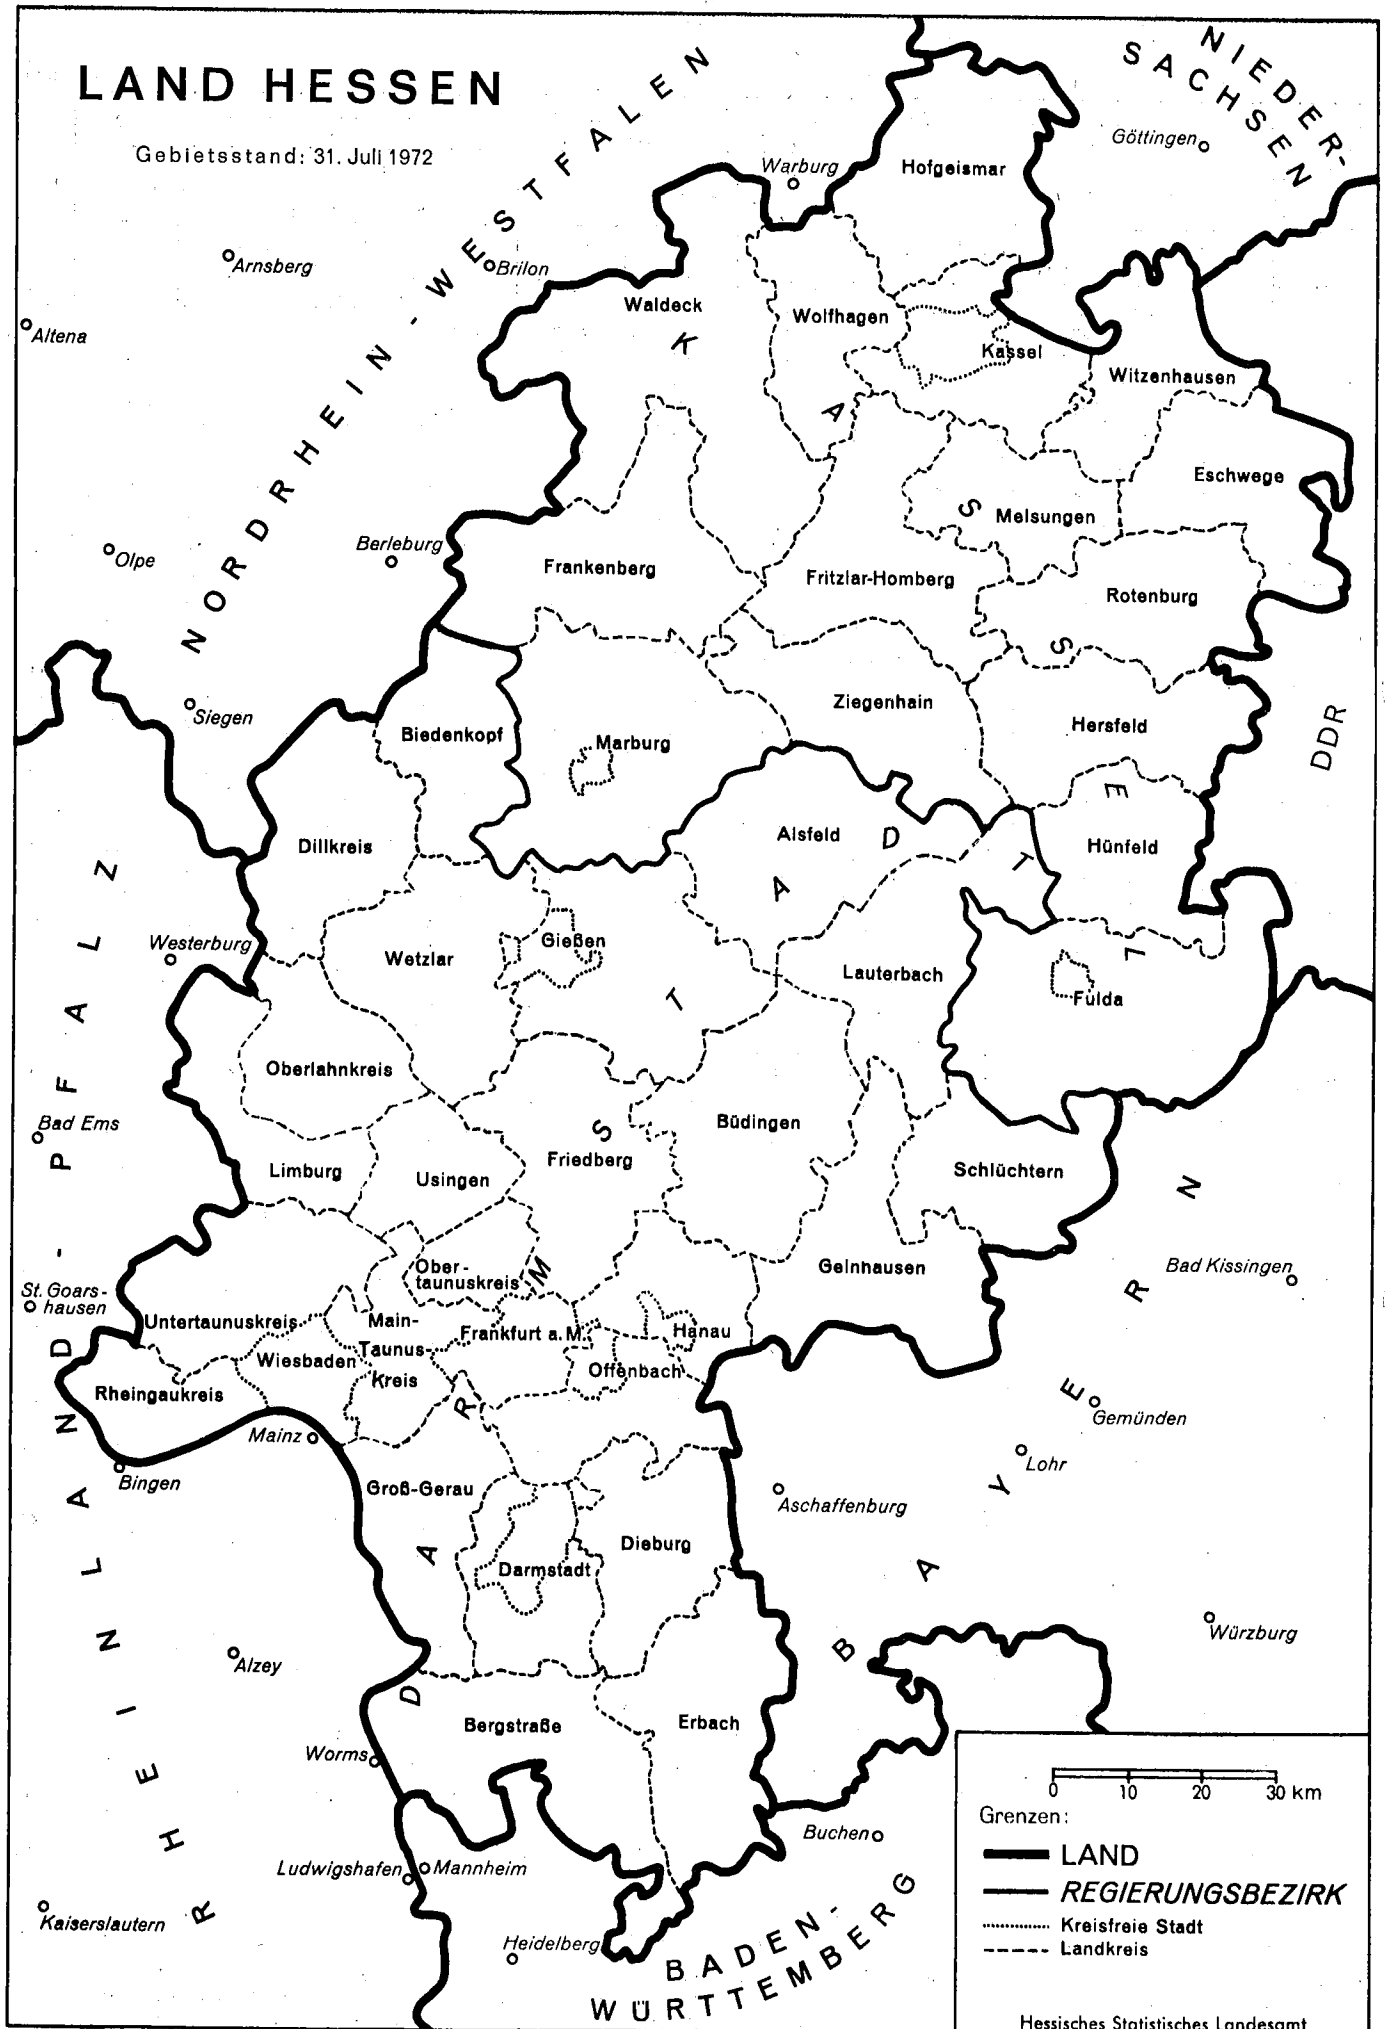 LAND HESSEN
Gebietsstand: 31. Juli 1972
NORDRHEIN-WESTFALEN
NIEDER-
SACHSEN
Göttingen
Warburg
Hofgeismar
Arnsberg
Brilon
Waldeck
Wolfhagen
Altena
Kassel
Witzenhausen
KASSEL
Eschwege
Melsungen
Berleburg
Olpe
Frankenberg
Fritzlar-Homberg
Rotenburg
Siegen
Biedenkopf
Marburg
Ziegenhain
Hersfeld
DDR
Dillkreis
Alsfeld
Hünfeld
DARMSTADT
Westerburg
Wetzlar
Gießen
Lauterbach
Fulda
Oberlahnkreis
RHEINLAND-PFALZ
Bad Ems
Büdingen
Limburg
Usingen
Friedberg
Schlüchtern
St. Goars-
hausen
Ober-
taunuskreis
Gelnhausen
Bad Kissingen
Untertaunuskreis
Main-
Taunus-
Kreis
Frankfurt a. M.
Hanau
Wiesbaden
Offenbach
Rheingaukreis
Mainz
Gemünden
Bingen
Lohr
Groß-Gerau
Aschaffenburg
BAYERN
Dieburg
Darmstadt
Alzey
Würzburg
Bergstraße
Erbach
Worms
Buchen
Ludwigshafen
Mannheim
Kaiserslautern
Heidelberg
BADEN-
WÜRTTEMBERG
0 10 20 30 km
Grenzen:
LAND
REGIERUNGSBEZIRK
Kreisfreie Stadt
Landkreis
Hessisches Statistisches Landesamt